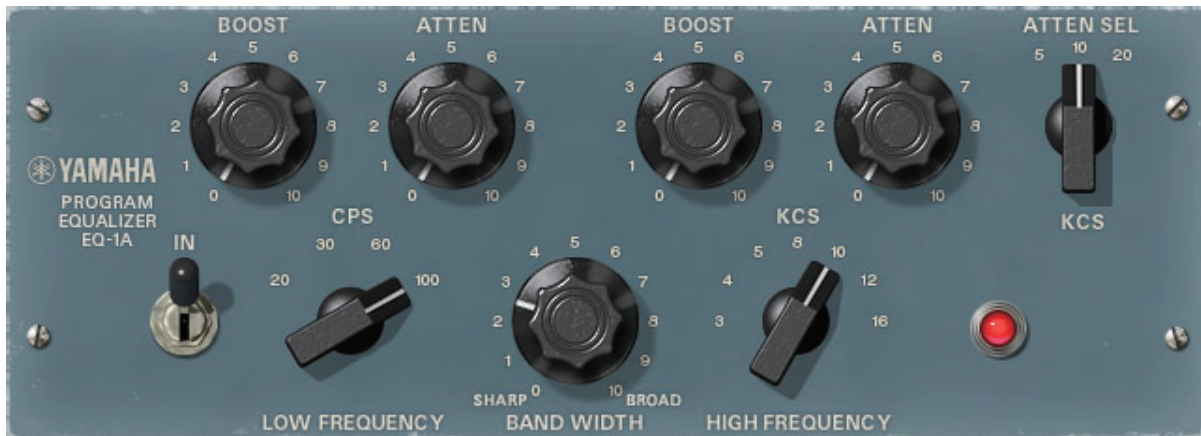 BOOST ATTEN BOOST ATTEN ATTEN SEL
0 1 2 3 4 5 6 7 8 9 10
0 1 2 3 4 5 6 7 8 9 10
0 1 2 3 4 5 6 7 8 9 10
0 1 2 3 4 5 6 7 8 9 10
5 10 20
KCS
YAMAHA
PROGRAM
EQUALIZER
EQ-1A
IN
CPS
20 30 60 100
LOW FREQUENCY
0 1 2 3 4 5 6 7 8 9 10
SHARP BROAD
BAND WIDTH
KCS
3 4 5 8 10 12 16
HIGH FREQUENCY